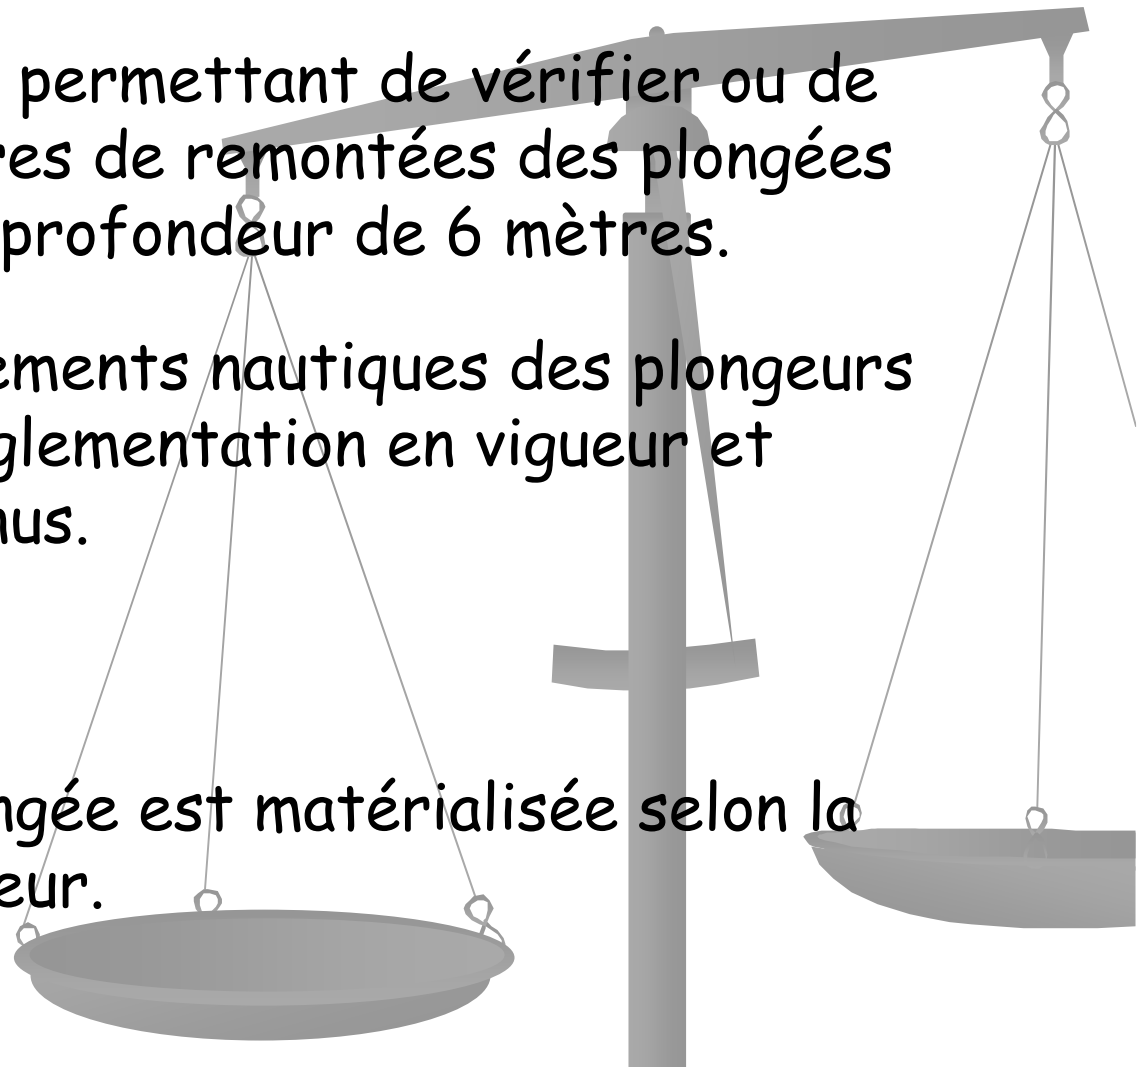 permettant de vérifier ou de
res de remontées des plongées
profondeur de 6 mètres.
ements nautiques des plongeurs
glementation en vigueur et
nus.
ngée est matérialisée selon la
eur.